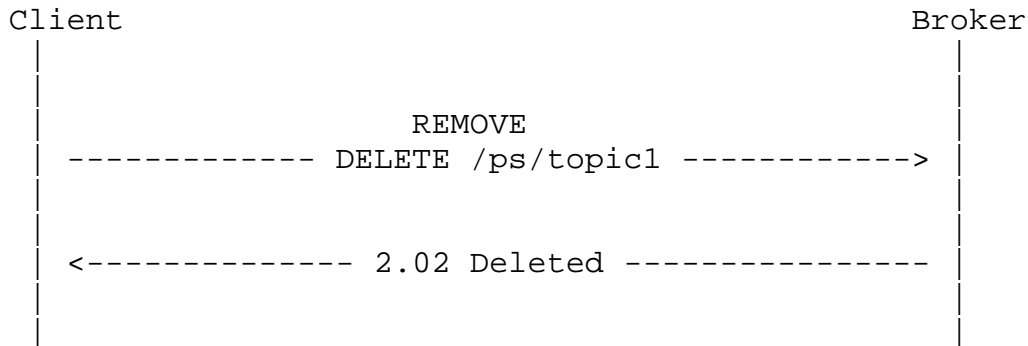 Client Broker
REMOVE
------------- DELETE /ps/topic1 ------------>
<-------------- 2.02 Deleted ----------------